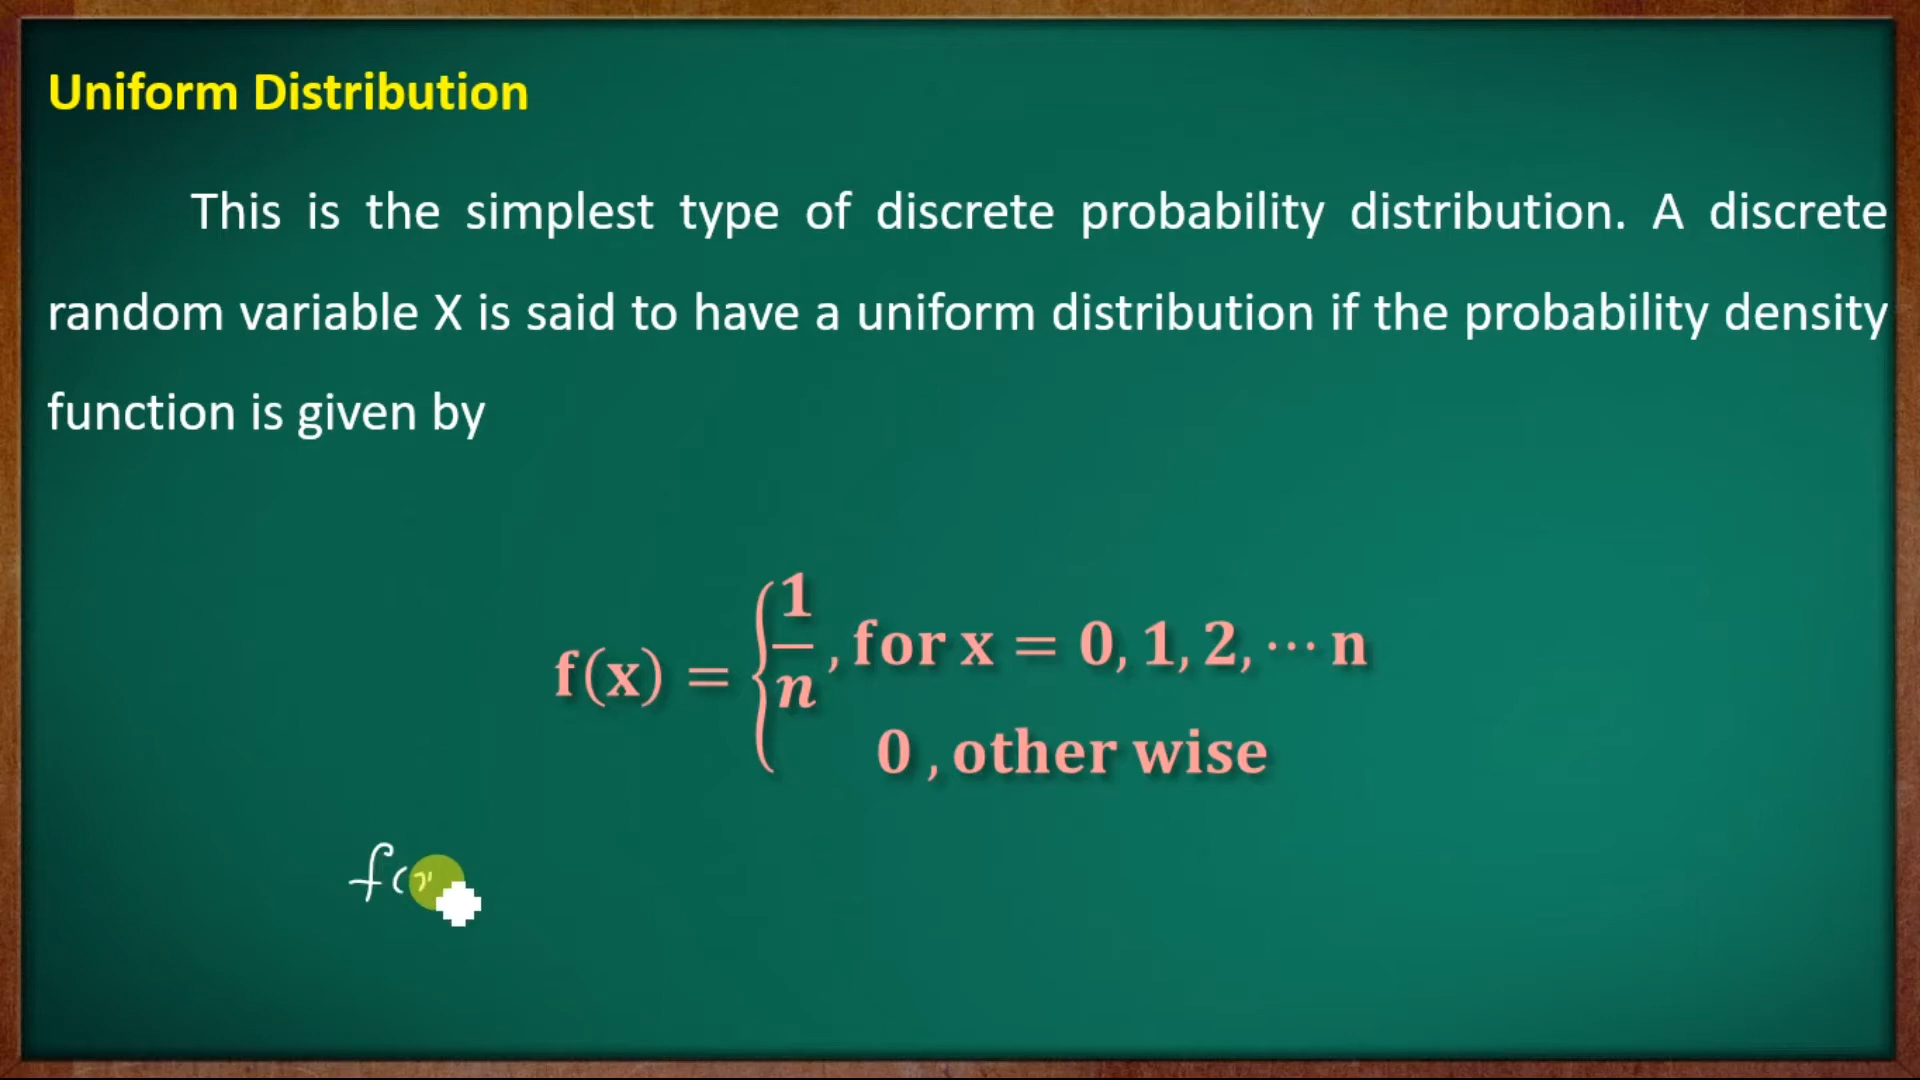 Uniform Distribution
This is the simplest type of discrete probability distribution. A discrete
random variable X is said to have a uniform distribution if the probability density
function is given by
f(x) = { 1/n , for x = 0, 1, 2, ⋯ n
0 , other wise
f(x